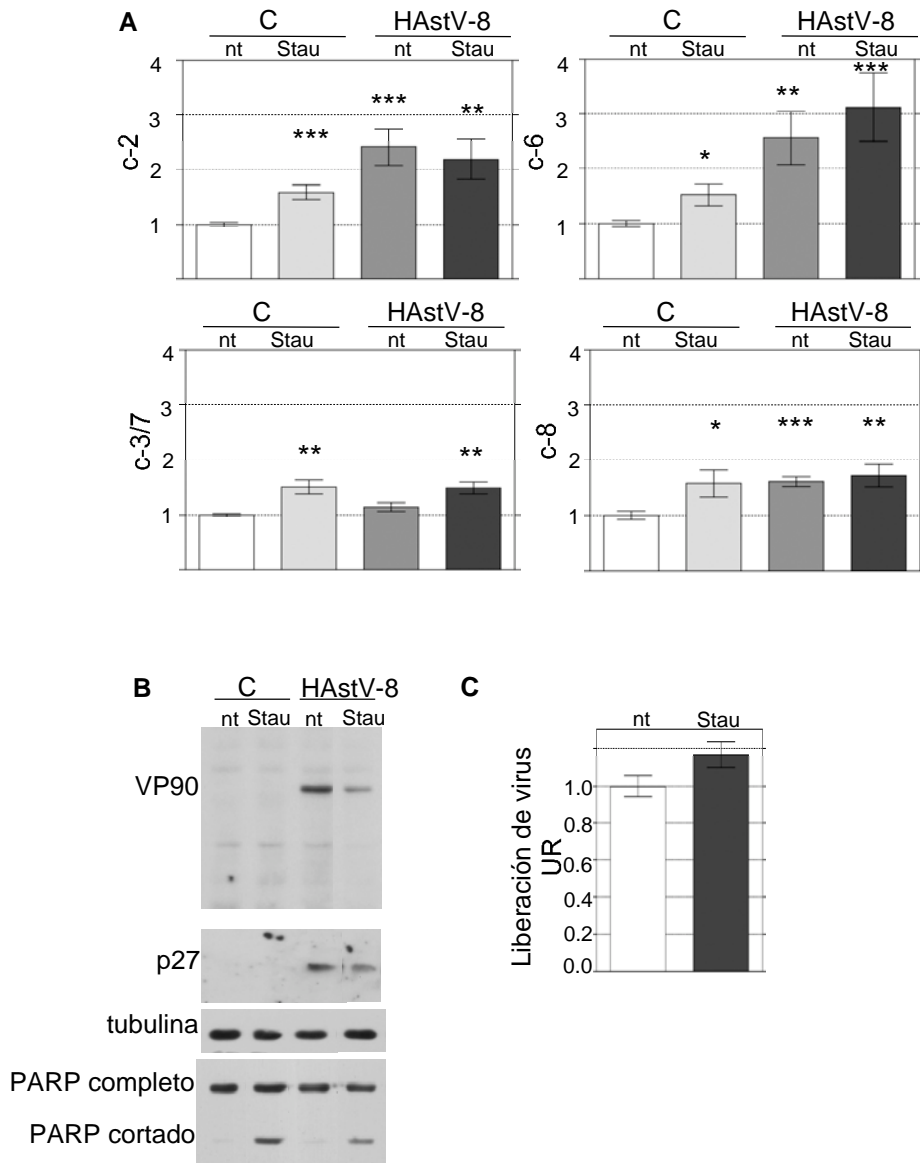 A
C HAstV-8
nt Stau nt Stau
c-2
4
3
2
1
***
***
**
C HAstV-8
nt Stau nt Stau
c-6
4
3
2
1
*
**
***
C HAstV-8
nt Stau nt Stau
c-3/7
4
3
2
1
**
**
C HAstV-8
nt Stau nt Stau
c-8
4
3
2
1
*
***
**
B
C HAstV-8
nt Stau nt Stau
VP90
p27
tubulina
PARP completo
PARP cortado
C
nt Stau
Liberación de virus
UR
1.0
0.8
0.6
0.4
0.2
0.0